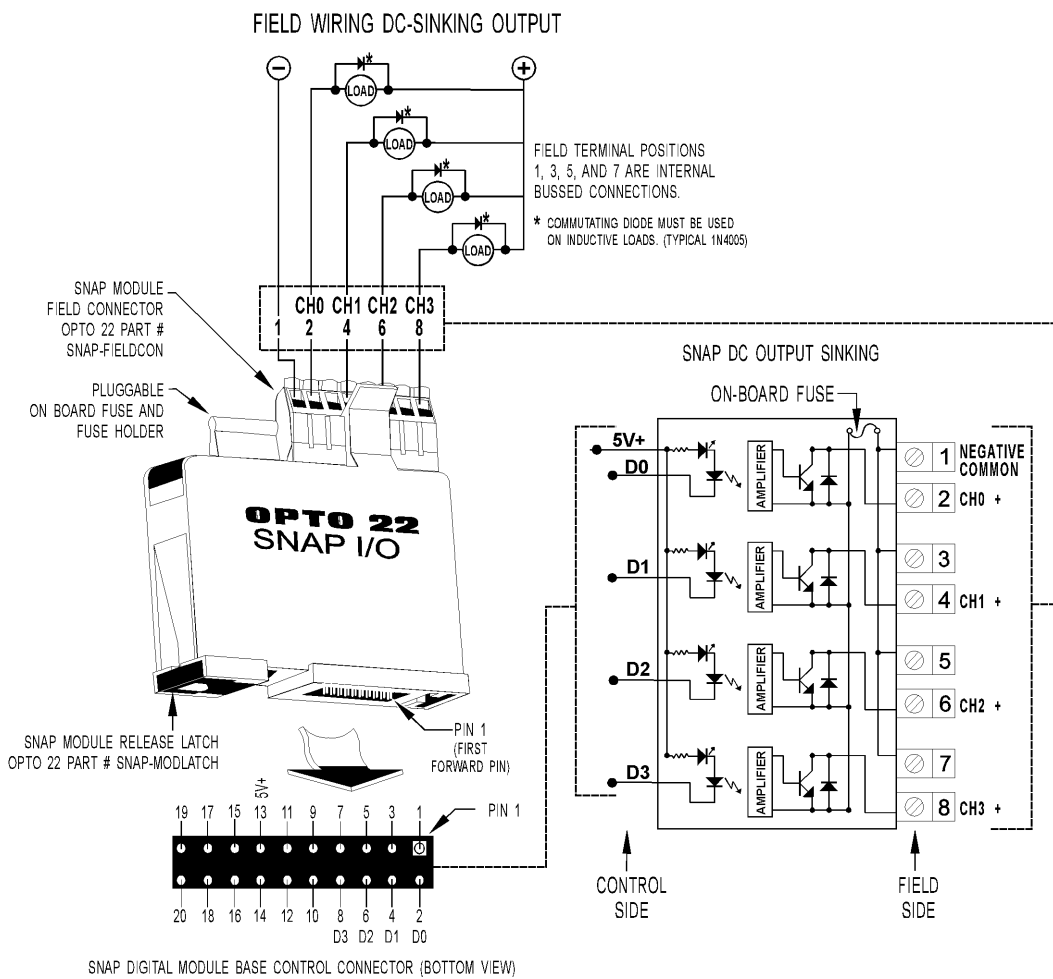 FIELD WIRING DC-SINKING OUTPUT
−
+
*
LOAD
*
LOAD
*
LOAD
*
LOAD
FIELD TERMINAL POSITIONS
1, 3, 5, AND 7 ARE INTERNAL
BUSSED CONNECTIONS.
* COMMUTATING DIODE MUST BE USED
ON INDUCTIVE LOADS. (TYPICAL 1N4005)
CH0 CH1 CH2 CH3
1 2 4 6 8
SNAP MODULE
FIELD CONNECTOR
OPTO 22 PART #
SNAP-FIELDCON
PLUGGABLE
ON BOARD FUSE AND
FUSE HOLDER
OPTO 22
SNAP I/O
SNAP MODULE RELEASE LATCH
OPTO 22 PART # SNAP-MODLATCH
PIN 1
(FIRST
FORWARD PIN)
5V+
19 17 15 13 11 9 7 5 3 1
PIN 1
20 18 16 14 12 10 8 6 4 2
D3 D2 D1 D0
SNAP DIGITAL MODULE BASE CONTROL CONNECTOR (BOTTOM VIEW)
SNAP DC OUTPUT SINKING
ON-BOARD FUSE
5V+
D0
AMPLIFIER
1 NEGATIVE
COMMON
2 CH0 +
D1
AMPLIFIER
3
4 CH1 +
D2
AMPLIFIER
5
6 CH2 +
D3
AMPLIFIER
7
8 CH3 +
CONTROL
SIDE
FIELD
SIDE